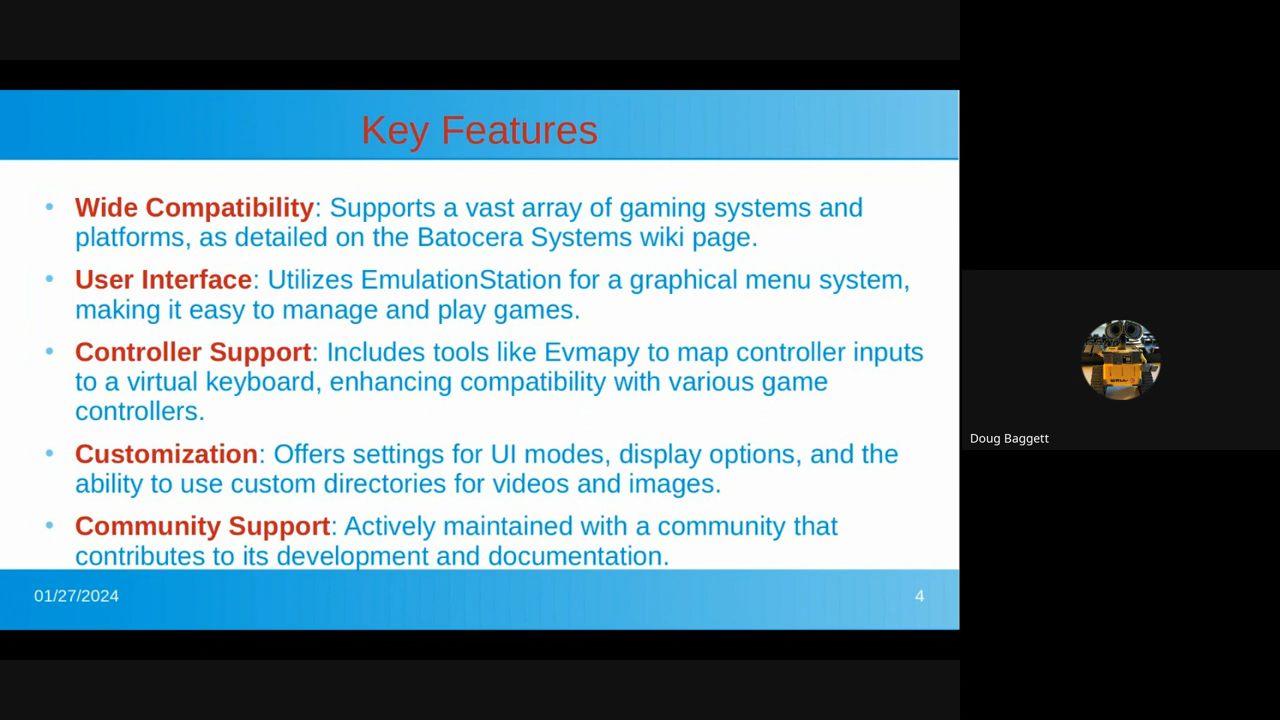 Key Features
• Wide Compatibility: Supports a vast array of gaming systems and
platforms, as detailed on the Batocera Systems wiki page.
• User Interface: Utilizes EmulationStation for a graphical menu system,
making it easy to manage and play games.
• Controller Support: Includes tools like Evmapy to map controller inputs
to a virtual keyboard, enhancing compatibility with various game
controllers.
• Customization: Offers settings for UI modes, display options, and the
ability to use custom directories for videos and images.
• Community Support: Actively maintained with a community that
contributes to its development and documentation.
01/27/2024
4
Doug Baggett